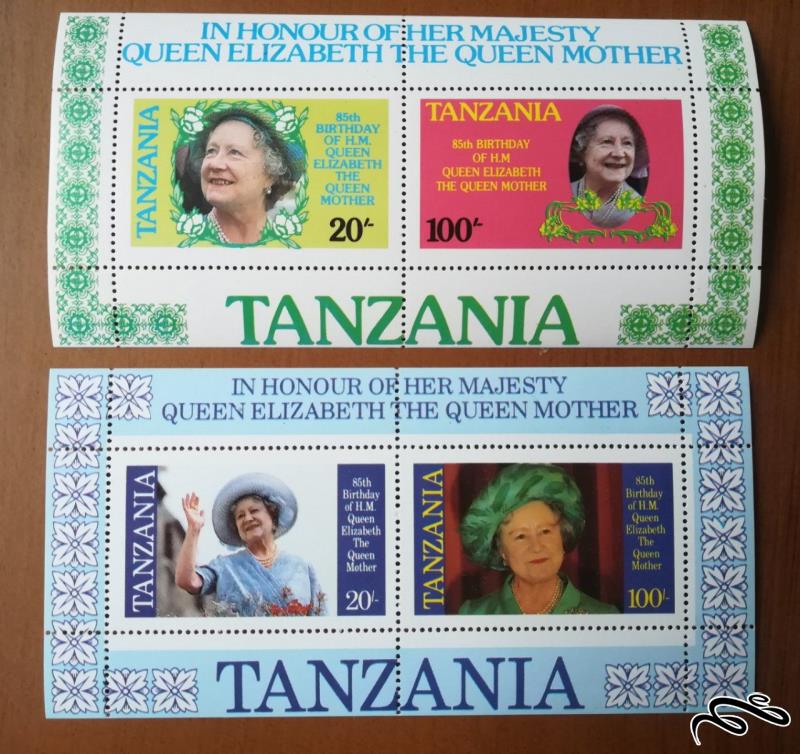 IN HONOUR OF HER MAJESTY
QUEEN ELIZABETH THE QUEEN MOTHER
TANZANIA
85th
BIRTHDAY
OF H.M.
QUEEN
ELIZABETH
THE
QUEEN
MOTHER
20/-
TANZANIA
85th BIRTHDAY
OF H.M
QUEEN ELIZABETH
THE QUEEN MOTHER
100/-
TANZANIA
IN HONOUR OF HER MAJESTY
QUEEN ELIZABETH THE QUEEN MOTHER
TANZANIA
85th
Birthday
of H.M.
Queen
Elizabeth
The
Queen
Mother
20/-
TANZANIA
85th
Birthday
of H.M.
Queen
Elizabeth
The
Queen
Mother
100/-
TANZANIA